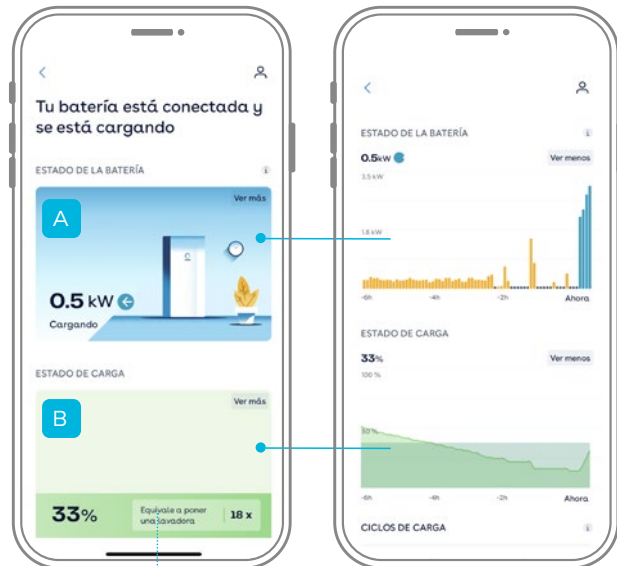 Tu batería está conectada y
se está cargando
ESTADO DE LA BATERÍA
i
Ver más
A
0.5 kW
Cargando
ESTADO DE CARGA
Ver más
B
33%
Equivale a poner
una lavadora
18 x
ESTADO DE LA BATERÍA
i
0.5kW
Ver menos
3.5 kW
1.8 kW
-6h
-4h
-2h
Ahora
ESTADO DE CARGA
33%
Ver menos
100 %
50 %
-6h
-4h
-2h
Ahora
CICLOS DE CARGA
i